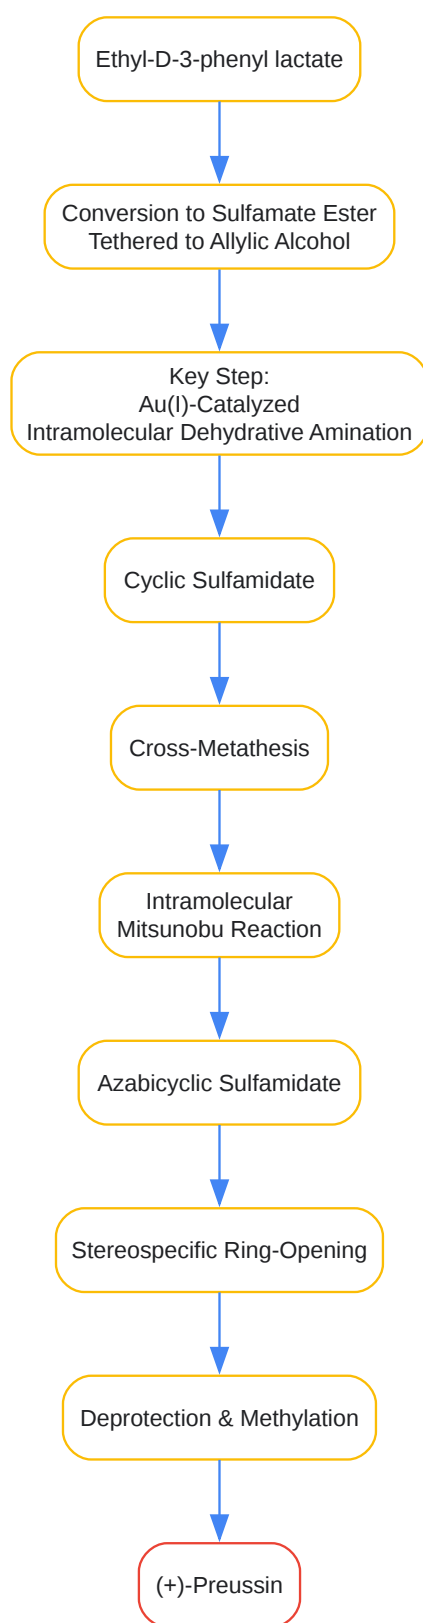 Ethyl-D-3-phenyl lactate
Conversion to Sulfamate Ester
Tethered to Allylic Alcohol
Key Step:
Au(I)-Catalyzed
Intramolecular Dehydrative Amination
Cyclic Sulfamidate
Cross-Metathesis
Intramolecular
Mitsunobu Reaction
Azabicyclic Sulfamidate
Stereospecific Ring-Opening
Deprotection & Methylation
(+)-Preussin